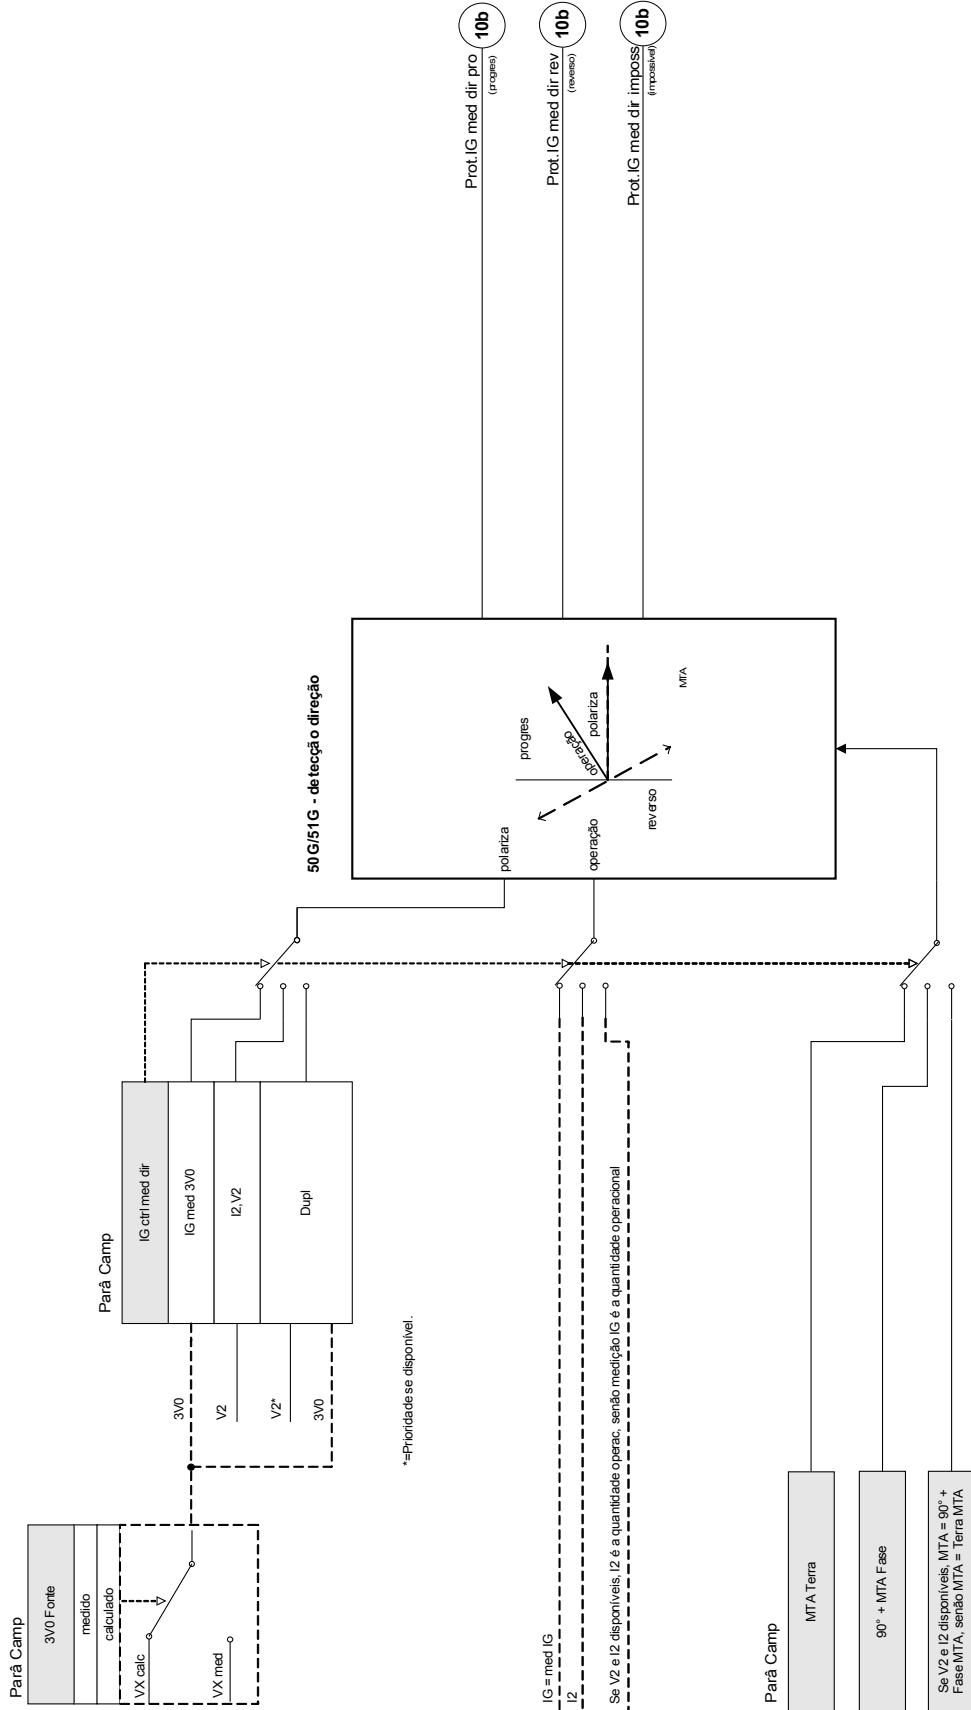 Parâ Camp
3V0 Fonte
medido
calculado
VX calc
VX med
Parâ Camp
IG ctrl med dir
IG med 3V0
I2,V2
Dupl
3V0
V2
V2*
3V0
*=Prioridade se disponível.
IG = med IG
I2
Se V2 e I2 disponíveis, I2 é a quantidade operac, senão medição IG é a quantidade operacional
Parâ Camp
MTA Terra
90° + MTA Fase
Se V2 e I2 disponíveis, MTA = 90° +
Fase MTA, senão MTA = Terra MTA
50G/51G - detecção direção
polariza
operação
progres
operação
polariza
reverso
MTA
Prot.IG med dir pro
(progres)
10b
Prot.IG med dir rev
(reverso)
10b
Prot.IG med dir imposs
(impossível)
10b